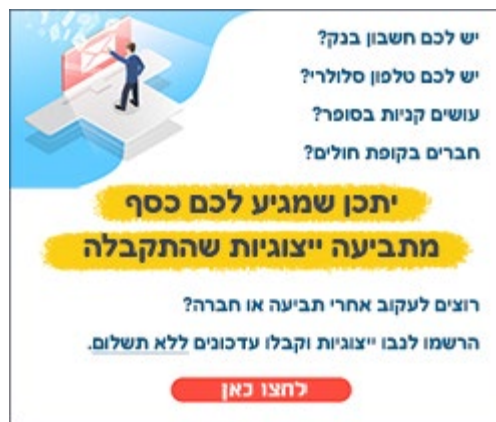 יש לכם חשבון בנק?
יש לכם טלפון סלולרי?
עושים קניות בסופר?
חברים בקופת חולים?
יתכן שמגיע לכם כסף
מתביעה ייצוגיות שהתקבלה
רוצים לעקוב אחרי תביעה או חברה?
הרשמו לנבו ייצוגיות וקבלו עדכונים ללא תשלום.
לחצו כאן